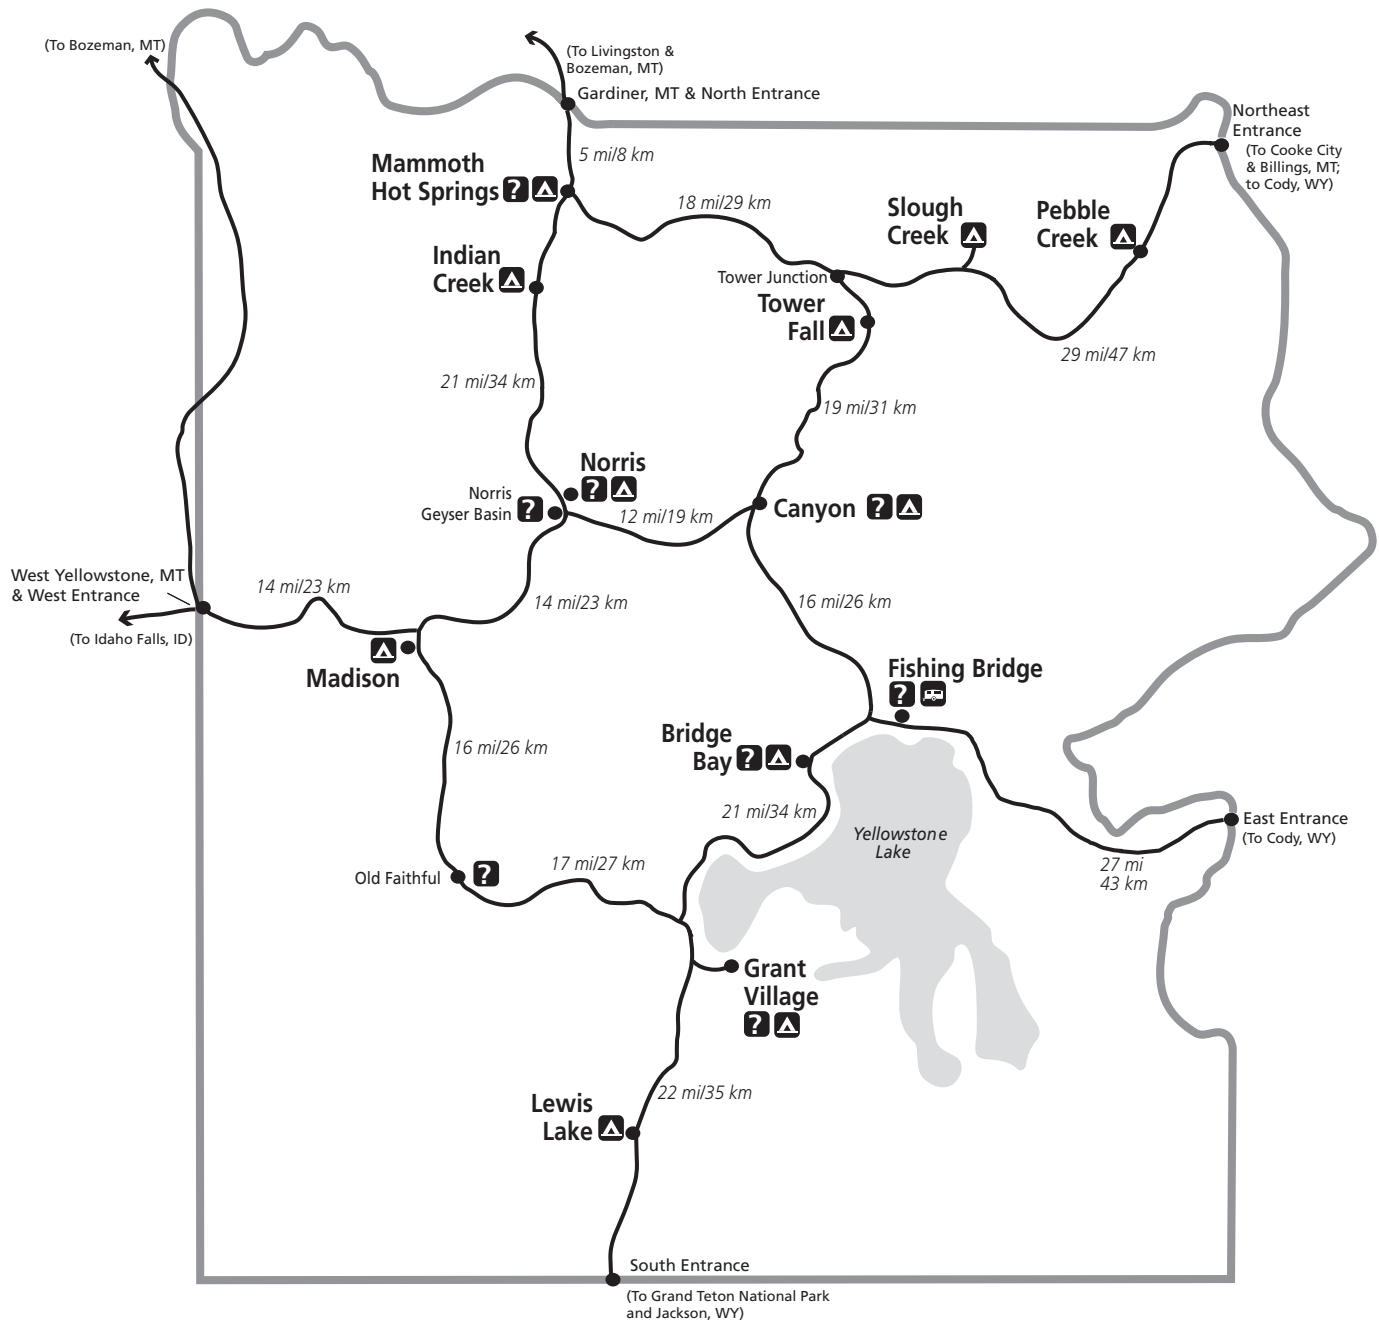 (To Bozeman, MT)
(To Livingston &
Bozeman, MT)
Gardiner, MT & North Entrance
Northeast
Entrance
(To Cooke City
& Billings, MT;
to Cody, WY)
5 mi/8 km
Mammoth
Hot Springs ?
18 mi/29 km
Slough
Creek
Pebble
Creek
Indian
Creek
Tower Junction
Tower
Fall
29 mi/47 km
21 mi/34 km
19 mi/31 km
Norris
?
Norris
Geyser Basin ?
12 mi/19 km
Canyon ?
West Yellowstone, MT
& West Entrance
14 mi/23 km
14 mi/23 km
16 mi/26 km
(To Idaho Falls, ID)
Madison
Fishing Bridge
?
Bridge
Bay ?
16 mi/26 km
21 mi/34 km
Yellowstone
Lake
East Entrance
(To Cody, WY)
27 mi
43 km
Old Faithful ?
17 mi/27 km
Grant
Village
?
22 mi/35 km
Lewis
Lake
South Entrance
(To Grand Teton National Park
and Jackson, WY)